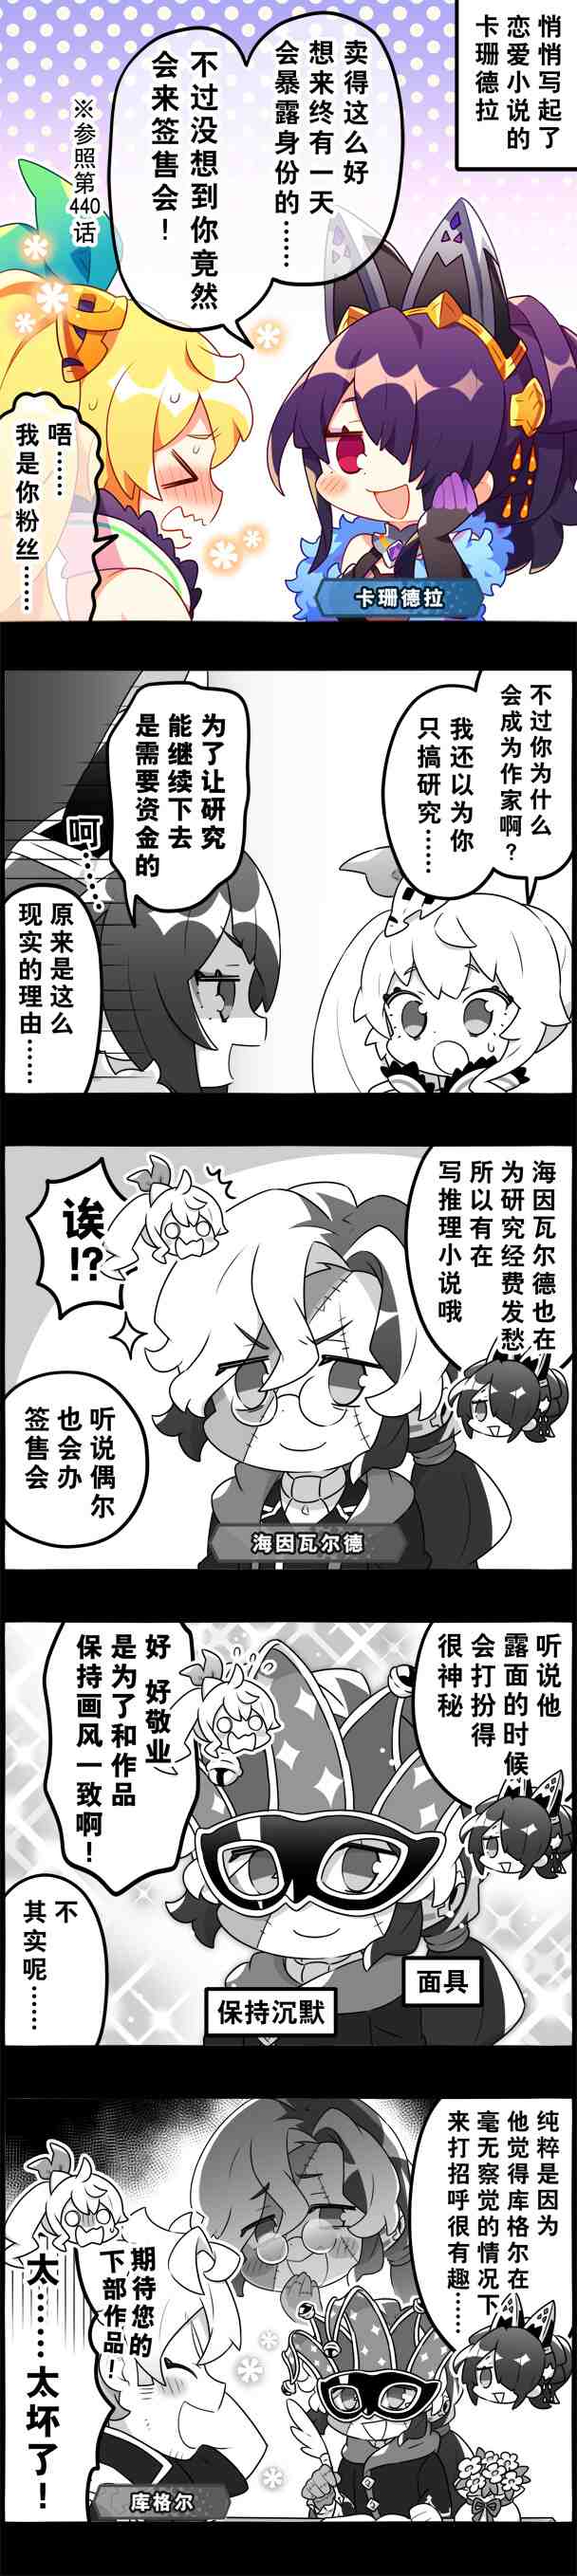 悄悄写起了
恋爱小说的
卡珊德拉
卖得这么好
想来终有一天
会暴露身份的……
不过没想到你竟然
会来签售会！
※参照第440话
唔……
我是你粉丝……
卡珊德拉
不过你为什么
会成为作家啊？
我还以为你
只搞研究……
为了让研究
能继续下去
是需要资金的
呵……
原来是这么
现实的理由……
海因瓦尔德也在
为研究经费发愁
所以有在
写推理小说哦
诶!?
听说偶尔
也会办
签售会
海因瓦尔德
听说他
露面的时候
会打扮得
很神秘
好 好敬业
是为了和作品
保持画风一致啊！
面具
保持沉默
不
其实呢……
纯粹是因为
他觉得库格尔在
毫无察觉的情况下
来打招呼很有趣……
期待您的
下部作品！
太……太坏了！
库格尔